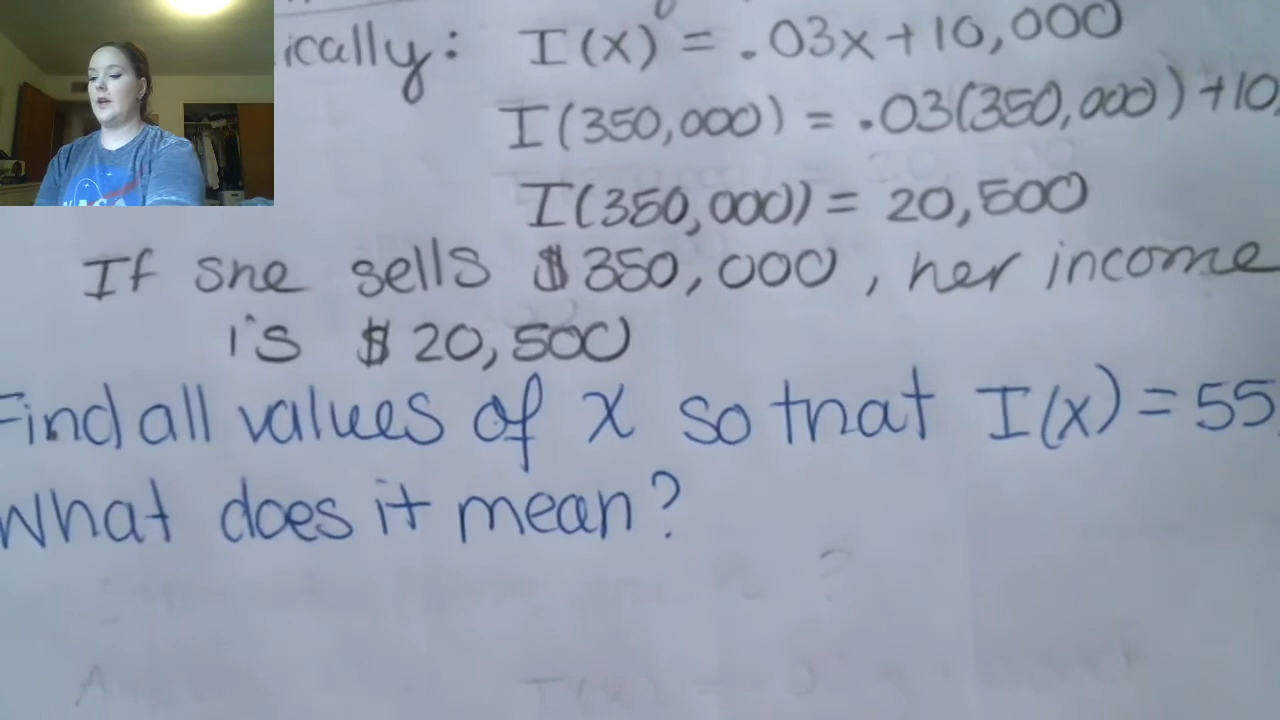 ically: I(x) = .03x + 10,000
I(350,000) = .03(350,000) + 10,
I(350,000) = 20,500
If she sells $350,000, her income
is $20,500
Find all values of x so that I(x) = 55
What does it mean?
NASA